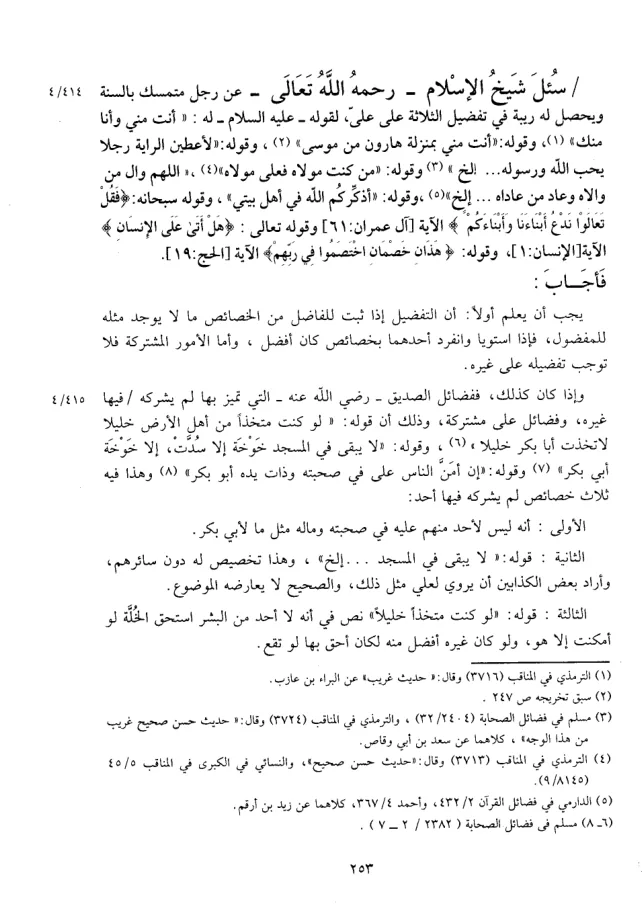 / سُئلَ شَيخُ الإسْلام ـ رحمهُ اللَّهُ تَعَالَى ـ عن رجل متمسك بالسنة ٤/٤١٤
ويحصل له ريبة في تفضيل الثلاثة على علىّ، لقوله ـ عليه السلام ـ له : « أنت مني وأنا
منك» (١)، وقوله:«أنت مني بمنزلة هارون من موسى» (٢) ، وقوله:«لأعطين الراية رجلا
يحب الله ورسوله... إلخ » (٣) وقوله: «من كنت مولاه فعلى مولاه»(٤) ،« اللهم وال من
والاه وعاد من عاداه ... إلخ»(٥) ،وقوله: «أذكِّركم الله في أهل بيتي» ، وقوله سبحانه:﴿فَقُلْ
تَعَالَوْا نَدْعُ أَبْنَاءَنَا وَأَبْنَاءَكُمْ ﴾ الآية [آل عمران:٦١] وقوله تعالى : ﴿هَلْ أَتَىٰ عَلَى الإِنسَانِ ﴾
الآية[الإنسان:١]، وقوله: ﴿ هَذَانِ خَصْمَانِ اخْتَصَمُوا فِي رَبِّهِمْ﴾ الآية [الحج:١٩].
فأجَـــابَ :
يجب أن يعلم أولاً: أن التفضيل إذا ثبت للفاضل من الخصائص ما لا يوجد مثله
للمفضول، فإذا استويا وانفرد أحدهما بخصائص كان أفضل ، وأما الأمور المشتركة فلا
توجب تفضيله على غيره.
وإذا كان كذلك، ففضائل الصديق ـ رضي الله عنه ـ التي تميز بها لم يشركه / فيها ٤/٤١٥
غيره، وفضائل على مشتركة، وذلك أن قوله: « لو كنت متخذاً من أهل الأرض خليلا
لاتخذت أبا بكر خليلا» (٦) ، وقوله: «لا يبقى في المسجد خَوْخَة إلا سُدَّتْ، إلا خَوْخَة
أبي بكر» (٧) وقوله:«إن أمَنَّ الناس على في صحبته وذات يده أبو بكر» (٨) وهذا فيه
ثلاث خصائص لم يشركه فيها أحد:
الأولى : أنه ليس لأحد منهم عليه في صحبته وماله مثل ما لأبي بكر.
الثانية : قوله:« لا يبقى في المسجد ...إلخ» ، وهذا تخصيص له دون سائرهم،
وأراد بعض الكذابين أن يروي لعلي مثل ذلك، والصحيح لا يعارضه الموضوع.
الثالثة : قوله: «لو كنت متخذاً خليلاً» نص في أنه لا أحد من البشر استحق الخُلَّة لو
أمكنت إلا هو، ولو كان غيره أفضل منه لكان أحق بها لو تقع.
(١) الترمذي في المناقب (٣٧١٦) وقال:« حديث غريب» عن البراء بن عازب.
(٢) سبق تخريجه ص ٢٤٧ .
(٣) مسلم في فضائل الصحابة (٣٢/٢٤٠٤) ، والترمذي في المناقب (٣٧٢٤) وقال:« حديث حسن صحيح غريب
من هذا الوجه» ، كلاهما عن سعد بن أبي وقاص.
(٤) الترمذي في المناقب (٣٧١٣) وقال:«حديث حسن صحيح»، والنسائي في الكبرى في المناقب ٤٥/٥
(٩/٨١٤٥).
(٥) الدارمي في فضائل القرآن ٤٣٢/٢، وأحمد ٣٦٧/٤، كلاهما عن زيد بن أرقم.
(٦ـ ٨) مسلم في فضائل الصحابة ( ٢٣٨٢ / ٢ ـ ٧ ) .
٢٥٣